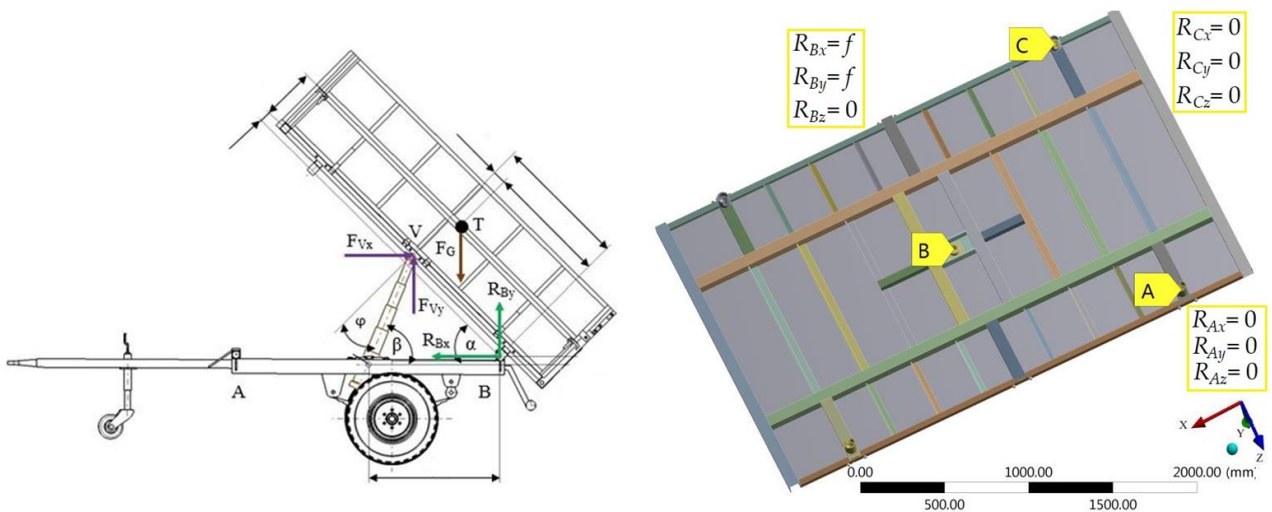 V
T
F_Vx
F_G
F_Vy
R_By
φ
β
R_Bx
α
A
B
R_Bx= f
R_By= f
R_Bz= 0
C
R_Cx= 0
R_Cy= 0
R_Cz= 0
B
A
R_Ax= 0
R_Ay= 0
R_Az= 0
X
Y
Z
0.00 1000.00 2000.00 (mm)
500.00 1500.00